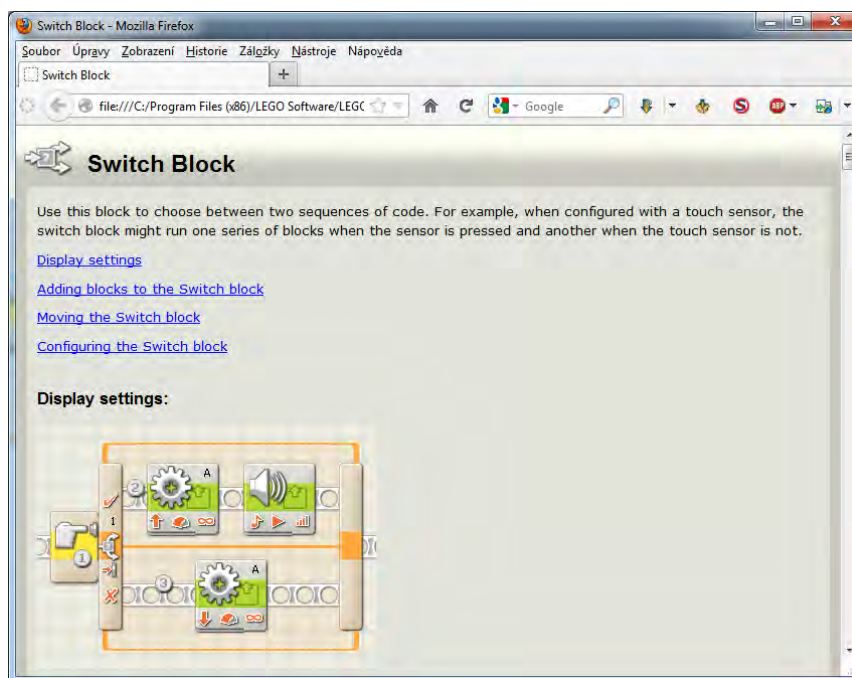 Switch Block - Mozilla Firefox
Soubor Úpravy Zobrazení Historie Záložky Nástroje Nápověda
Switch Block
file:///C:/Program Files (x86)/LEGO Software/LEGC
Google
Switch Block
Use this block to choose between two sequences of code. For example, when configured with a touch sensor, the
switch block might run one series of blocks when the sensor is pressed and another when the touch sensor is not.
Display settings
Adding blocks to the Switch block
Moving the Switch block
Configuring the Switch block
Display settings:
A
2
1
1
A
3